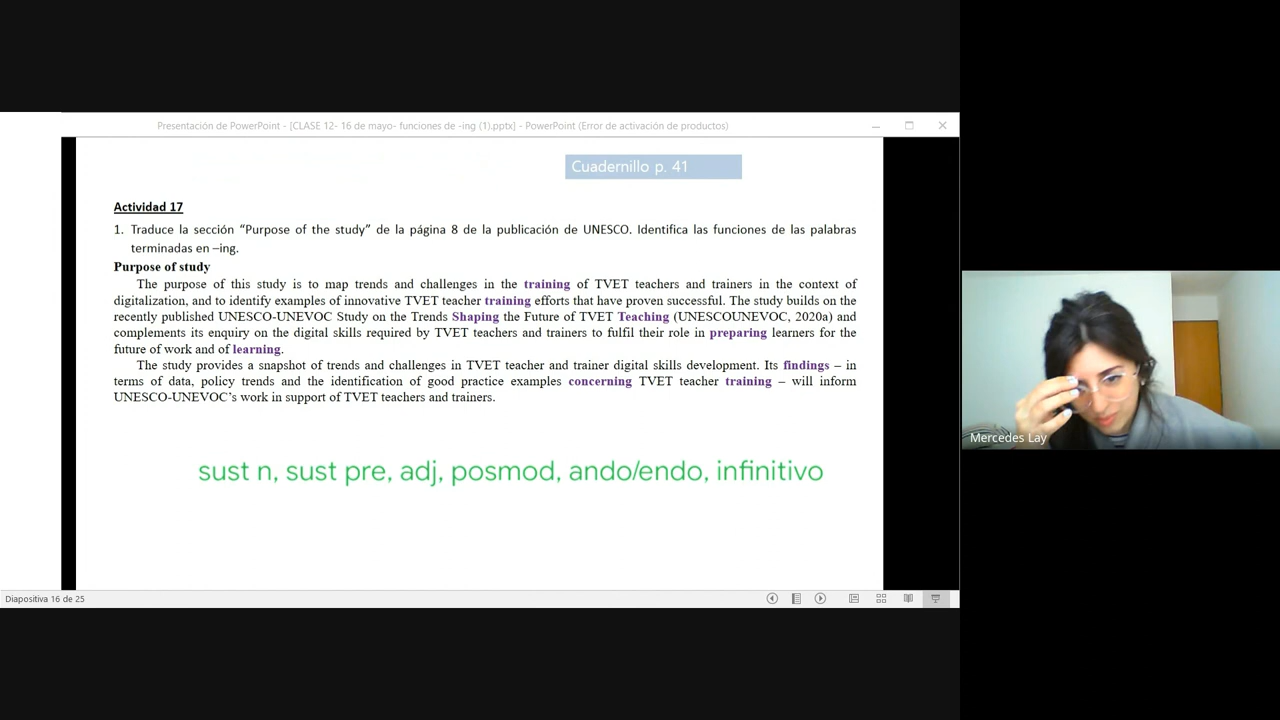 Presentación de PowerPoint - [CLASE 12- 16 de mayo- funciones de -ing (1).pptx] - PowerPoint (Error de activación de productos)
Cuadernillo p. 41
Actividad 17
1. Traduce la sección “Purpose of the study” de la página 8 de la publicación de UNESCO. Identifica las funciones de las palabras
terminadas en –ing.
Purpose of study
The purpose of this study is to map trends and challenges in the training of TVET teachers and trainers in the context of
digitalization, and to identify examples of innovative TVET teacher training efforts that have proven successful. The study builds on the
recently published UNESCO-UNEVOC Study on the Trends Shaping the Future of TVET Teaching (UNESCOUNEVOC, 2020a) and
complements its enquiry on the digital skills required by TVET teachers and trainers to fulfil their role in preparing learners for the
future of work and of learning.
The study provides a snapshot of trends and challenges in TVET teacher and trainer digital skills development. Its findings – in
terms of data, policy trends and the identification of good practice examples concerning TVET teacher training – will inform
UNESCO-UNEVOC’s work in support of TVET teachers and trainers.
sust n, sust pre, adj, posmod, ando/endo, infinitivo
Mercedes Lay
Diapositiva 16 de 25